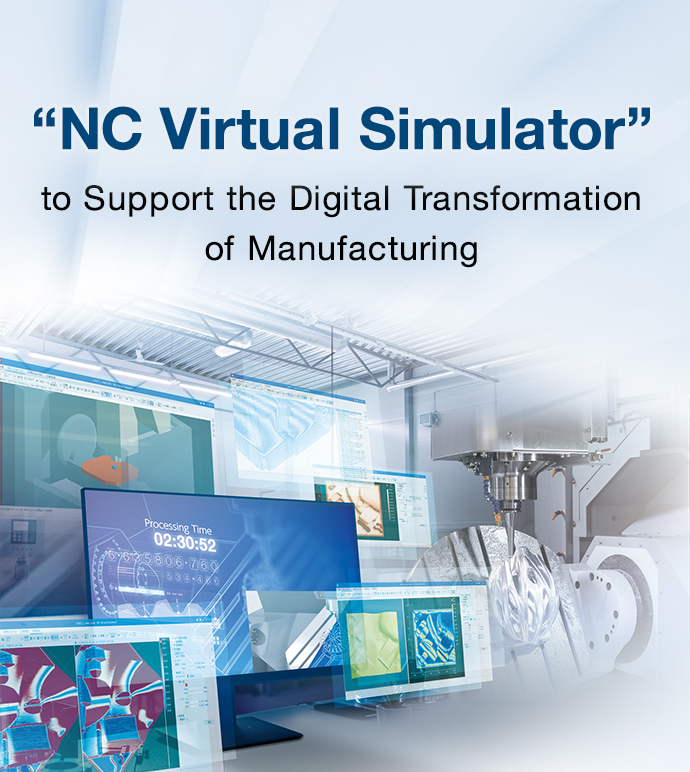 “NC Virtual Simulator”
to Support the Digital Transformation
of Manufacturing
Processing Time
02:30:52